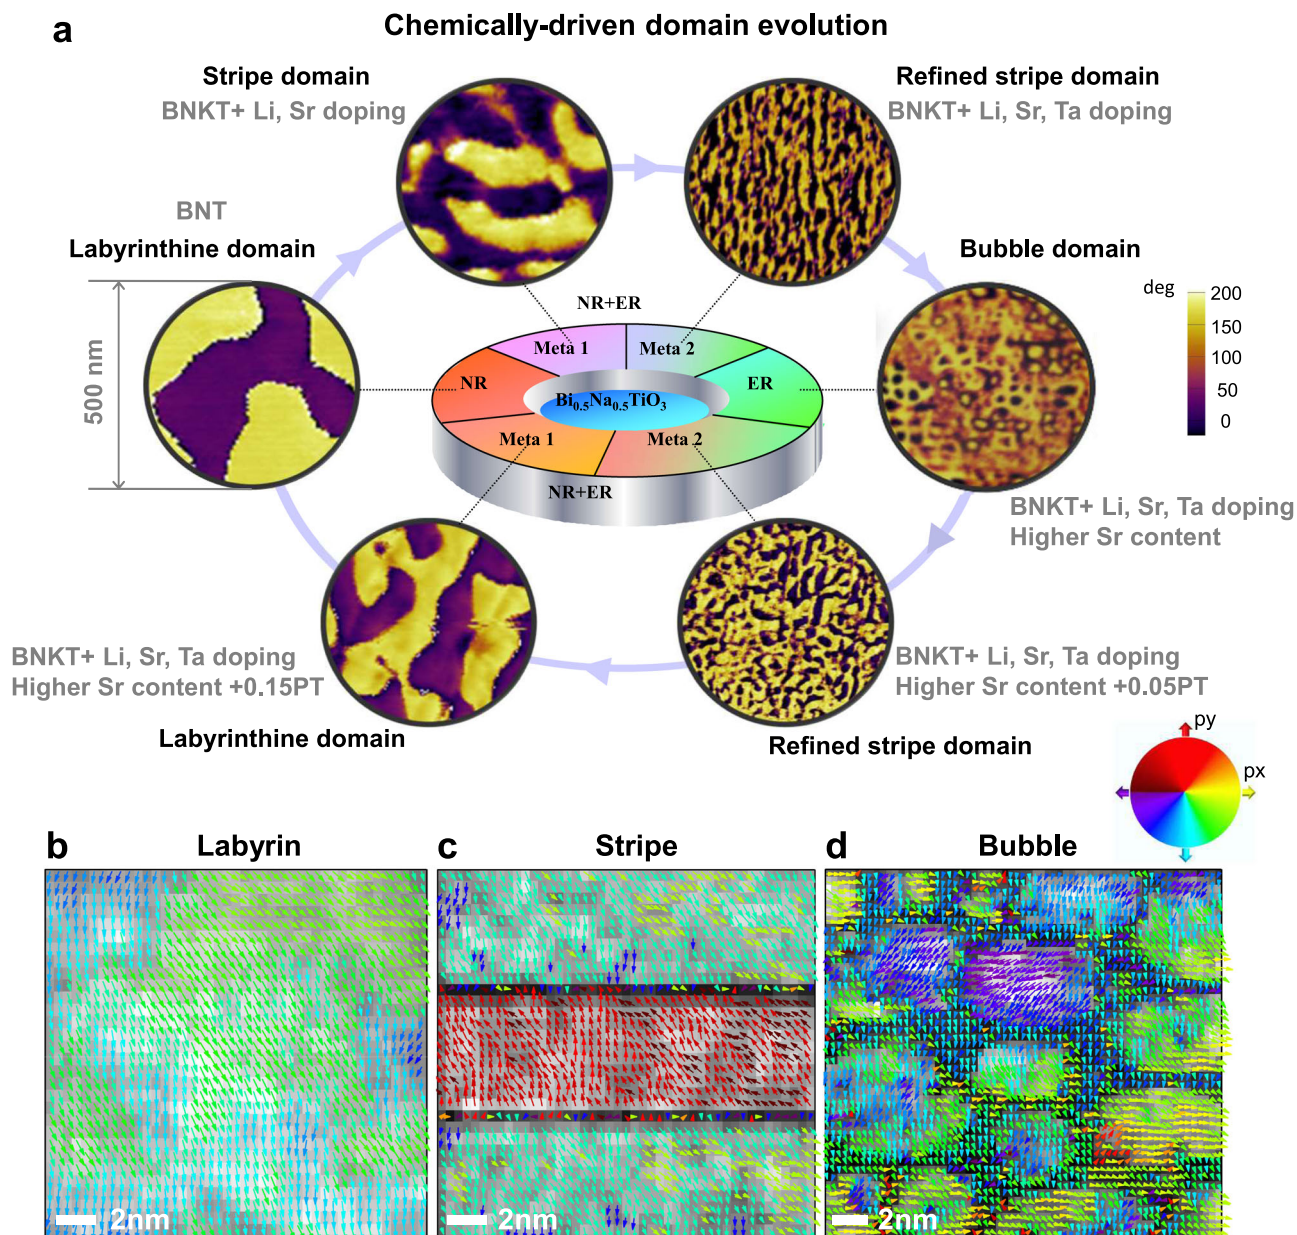 a
Chemically-driven domain evolution
Stripe domain
BNKT+ Li, Sr doping
Refined stripe domain
BNKT+ Li, Sr, Ta doping
BNT
Labyrinthine domain
Bubble domain
500 nm
deg
200
150
100
50
0
NR+ER
Meta 1
Meta 2
NR
ER
Bi0.5Na0.5TiO3
Meta 1
Meta 2
NR+ER
BNKT+ Li, Sr, Ta doping
Higher Sr content
BNKT+ Li, Sr, Ta doping
Higher Sr content +0.15PT
Labyrinthine domain
BNKT+ Li, Sr, Ta doping
Higher Sr content +0.05PT
Refined stripe domain
py
px
b
Labyrin
c
Stripe
d
Bubble
2nm
2nm
2nm